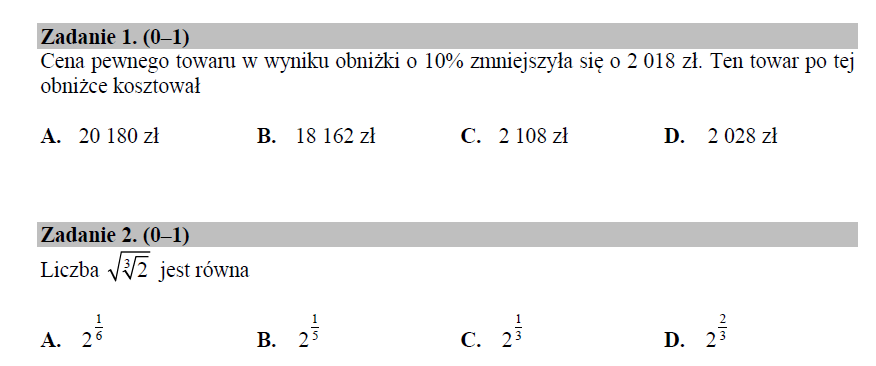 Zadanie 1. (0–1)
Cena pewnego towaru w wyniku obniżki o 10% zmniejszyła się o 2 018 zł. Ten towar po tej
obniżce kosztował
A. 20 180 zł B. 18 162 zł C. 2 108 zł D. 2 028 zł
Zadanie 2. (0–1)
Liczba √∛2 jest równa
A. 2^(1/6) B. 2^(1/5) C. 2^(1/3) D. 2^(2/3)